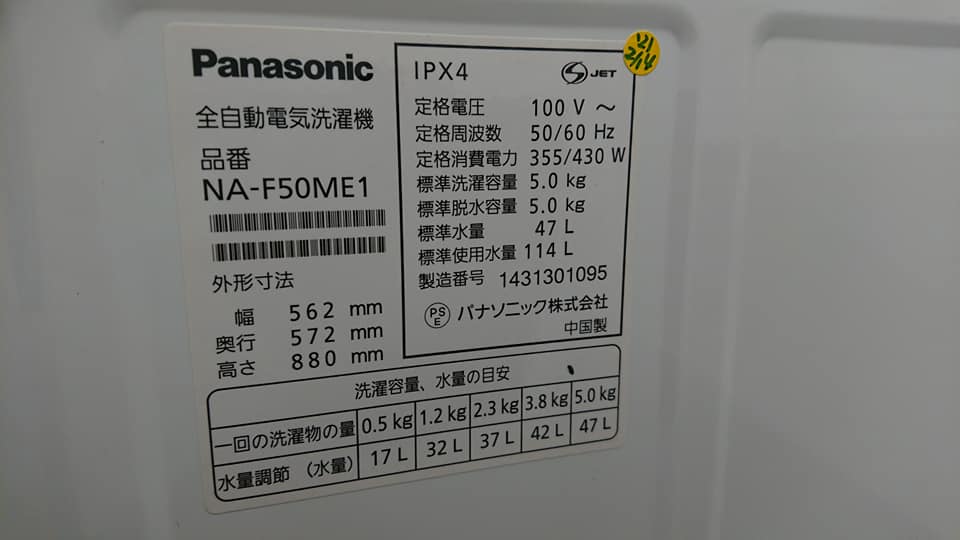 Panasonic
全自動電気洗濯機
品番
NA-F50ME1
外形寸法
幅 562 mm
奥行 572 mm
高さ 880 mm
IPX4
JET
121
2/14
定格電圧 100 V ～
定格周波数 50/60 Hz
定格消費電力 355/430 W
標準洗濯容量 5.0 kg
標準脱水容量 5.0 kg
標準水量 47 L
標準使用水量 114 L
製造番号 1431301095
PS
E
パナソニック株式会社
中国製
洗濯容量、水量の目安
一回の洗濯物の量 0.5 kg 1.2 kg 2.3 kg 3.8 kg 5.0 kg
水量調節（水量） 17 L 32 L 37 L 42 L 47 L